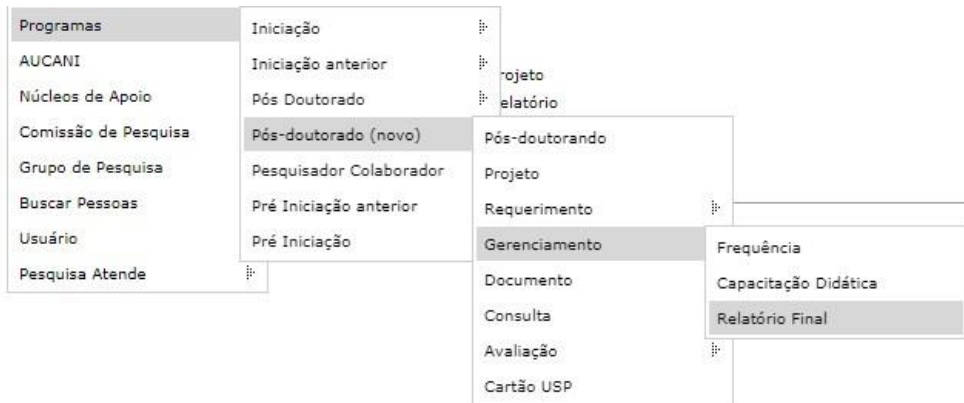 Programas
AUCANI
Núcleos de Apoio
Comissão de Pesquisa
Grupo de Pesquisa
Buscar Pessoas
Usuário
Pesquisa Atende
Iniciação
Iniciação anterior
Pós Doutorado
Pós-doutorado (novo)
Pesquisador Colaborador
Pré Iniciação anterior
Pré Iniciação
rojeto
elatório
Pós-doutorando
Projeto
Requerimento
Gerenciamento
Documento
Consulta
Avaliação
Cartão USP
Frequência
Capacitação Didática
Relatório Final